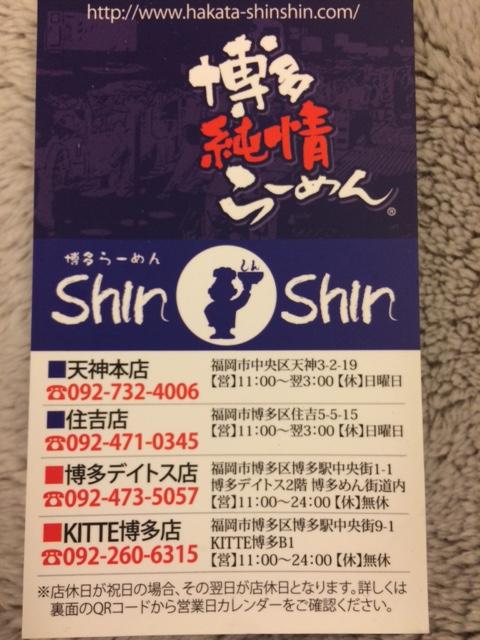 http://www.hakata-shinshin.com/
博多
純情
らーめん®
博多らーめん
Shin しん Shin
■天神本店
☎092-732-4006
福岡市中央区天神3-2-19
【営】11:00〜翌3:00【休】日曜日
■住吉店
☎092-471-0345
福岡市博多区住吉5-5-15
【営】11:00〜翌3:00【休】日曜日
■博多デイトス店
☎092-473-5057
福岡市博多区博多駅中央街1-1
博多デイトス2階 博多めん街道内
【営】11:00〜24:00【休】無休
■KITTE博多店
☎092-260-6315
福岡市博多区博多駅中央街9-1
KITTE博多B1
【営】11:00〜24:00【休】無休
※店休日が祝日の場合、その翌日が店休日となります。詳しくは
裏面のQRコードから営業日カレンダーをご確認ください。